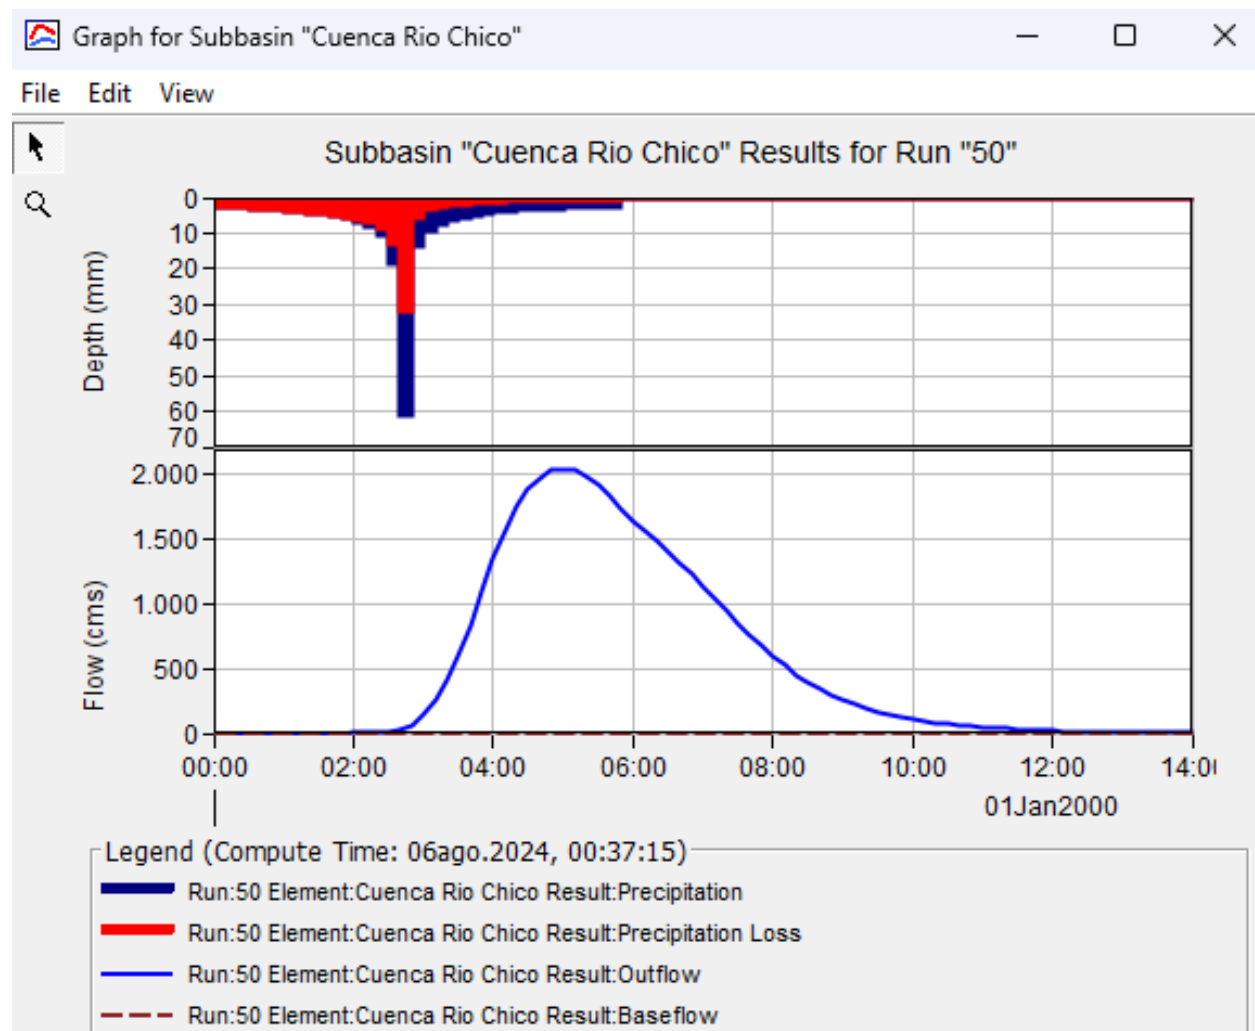 Graph for Subbasin "Cuenca Rio Chico"
File Edit View
Subbasin "Cuenca Rio Chico" Results for Run "50"
0
10
20
30
40
50
60
70
Depth (mm)
2.000
1.500
1.000
500
0
Flow (cms)
00:00 02:00 04:00 06:00 08:00 10:00 12:00 14:0
01Jan2000
Legend (Compute Time: 06ago.2024, 00:37:15)
Run:50 Element:Cuenca Rio Chico Result:Precipitation
Run:50 Element:Cuenca Rio Chico Result:Precipitation Loss
Run:50 Element:Cuenca Rio Chico Result:Outflow
Run:50 Element:Cuenca Rio Chico Result:Baseflow